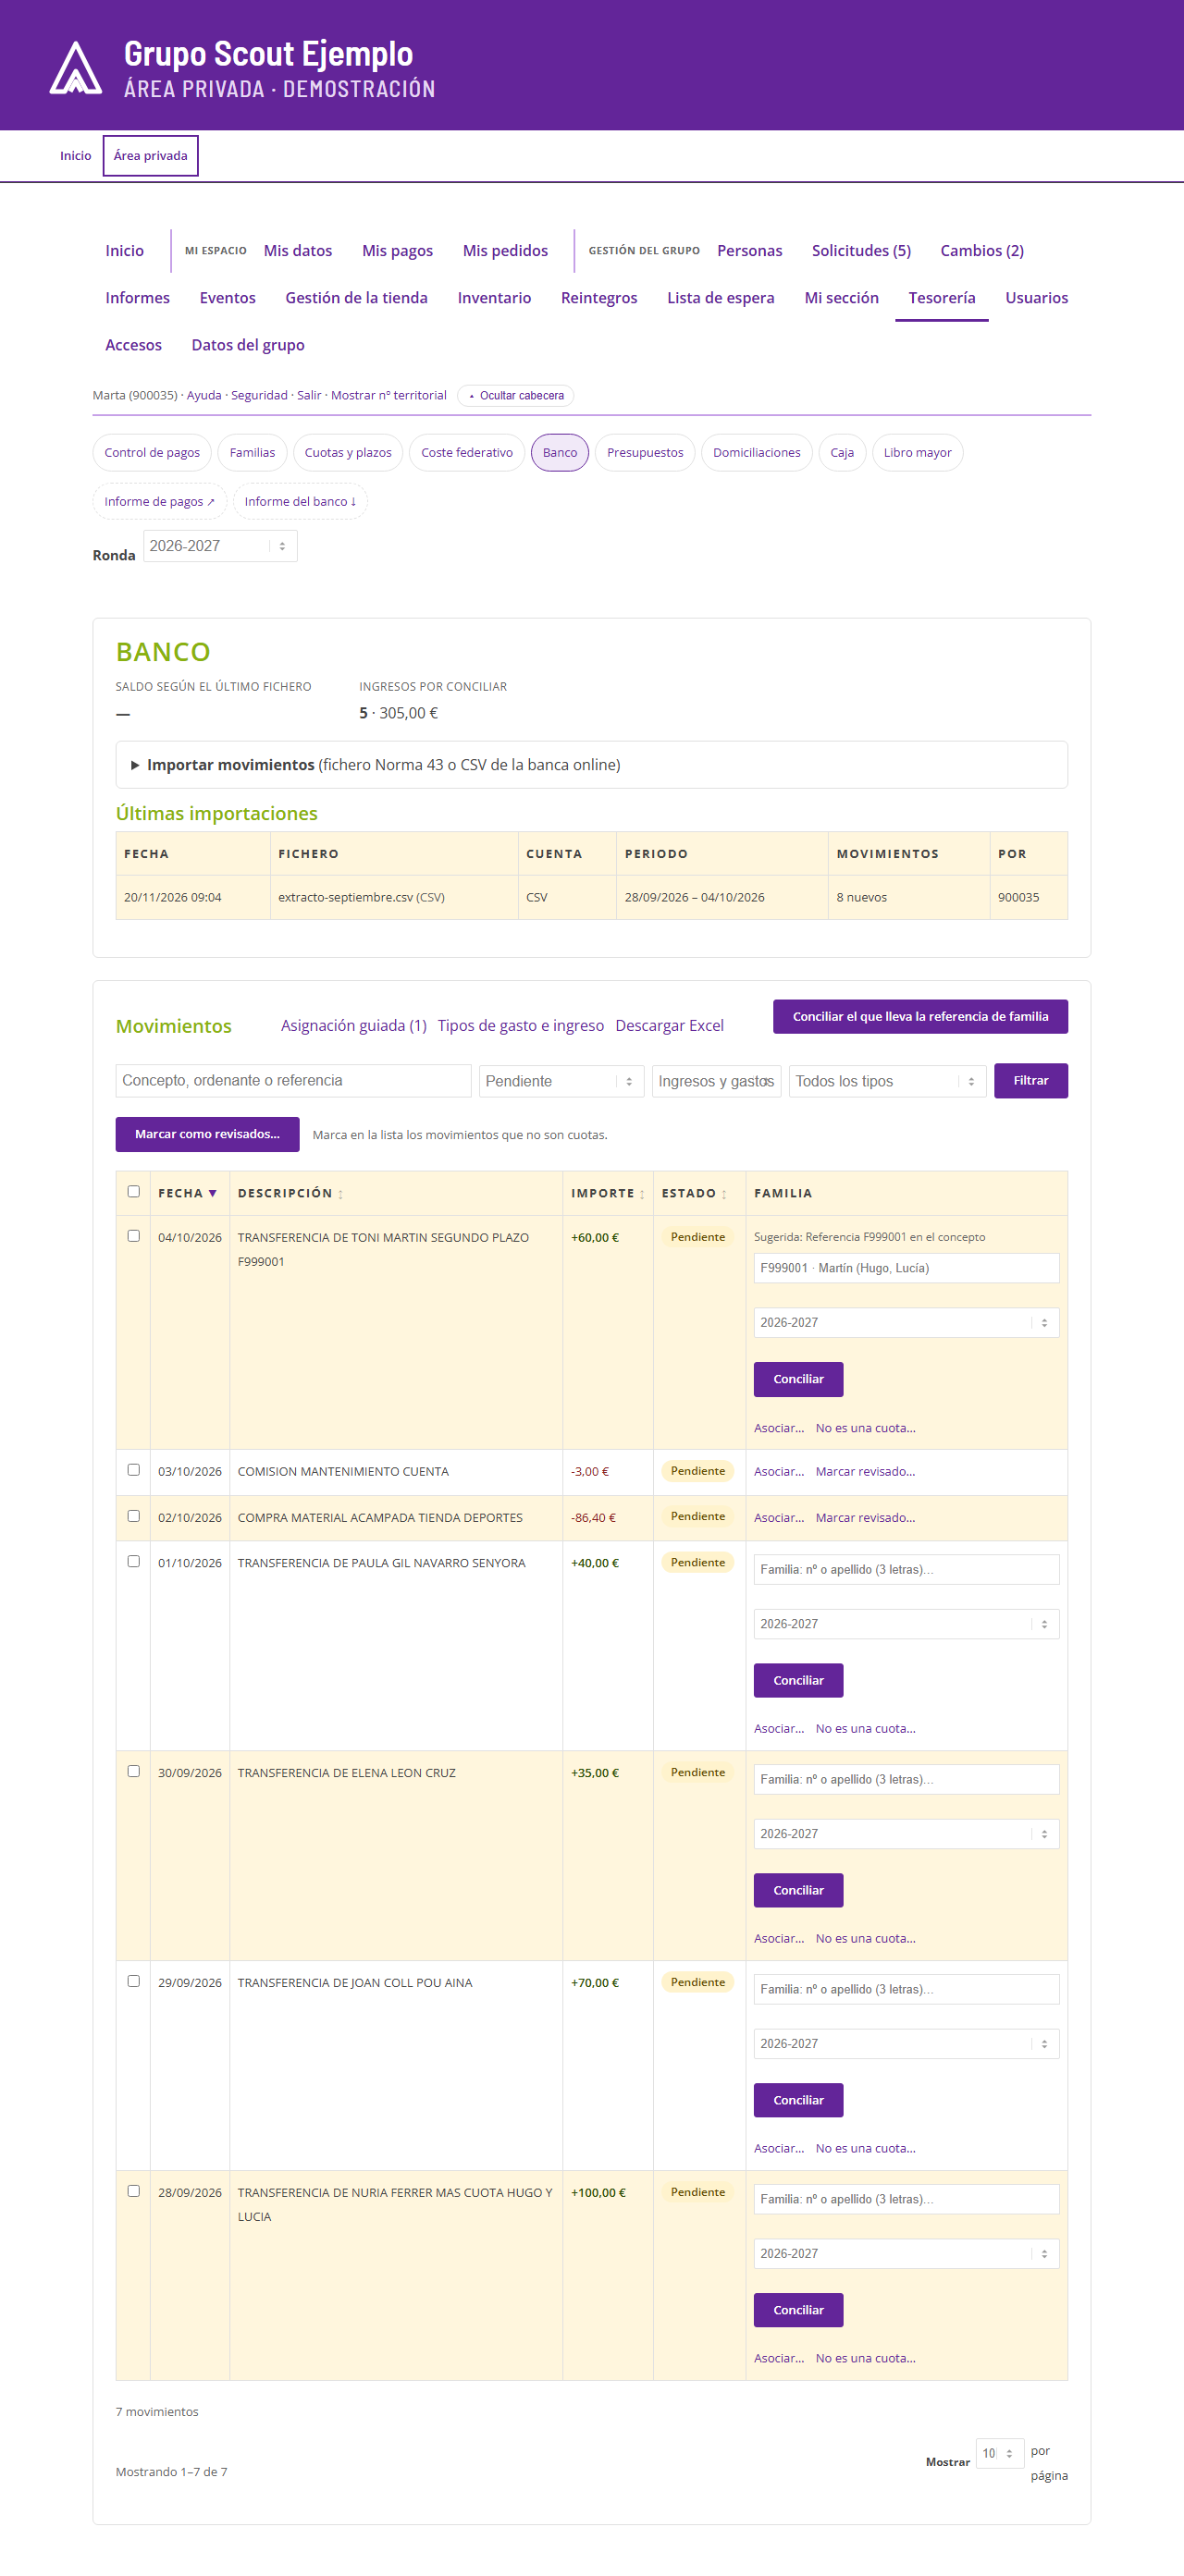 Grupo Scout Ejemplo
ÁREA PRIVADA · DEMOSTRACIÓN
Inicio Área privada
Inicio MI ESPACIO Mis datos Mis pagos Mis pedidos GESTIÓN DEL GRUPO Personas Solicitudes (5) Cambios (2)
Informes Eventos Gestión de la tienda Inventario Reintegros Lista de espera Mi sección Tesorería Usuarios
Accesos Datos del grupo
Marta (900035) · Ayuda · Seguridad · Salir · Mostrar nº territorial ▲ Ocultar cabecera
Control de pagos Familias Cuotas y plazos Coste federativo Banco Presupuestos Domiciliaciones Caja Libro mayor
Informe de pagos ↗ Informe del banco ↓
Ronda 2026-2027
BANCO
SALDO SEGÚN EL ÚLTIMO FICHERO INGRESOS POR CONCILIAR
— 5 · 305,00 €
▶ Importar movimientos (fichero Norma 43 o CSV de la banca online)
Últimas importaciones
FECHA FICHERO CUENTA PERIODO MOVIMIENTOS POR
20/11/2026 09:04 extracto-septiembre.csv (CSV) CSV 28/09/2026 – 04/10/2026 8 nuevos 900035
Movimientos Asignación guiada (1) Tipos de gasto e ingreso Descargar Excel Conciliar el que lleva la referencia de familia
Concepto, ordenante o referencia Pendiente Ingresos y gastos Todos los tipos Filtrar
Marcar como revisados... Marca en la lista los movimientos que no son cuotas.
FECHA ▼ DESCRIPCIÓN ↕ IMPORTE ↕ ESTADO ↕ FAMILIA
04/10/2026 TRANSFERENCIA DE TONI MARTIN SEGUNDO PLAZO +60,00 € Pendiente Sugerida: Referencia F999001 en el concepto
F999001 F999001 · Martín (Hugo, Lucía)
2026-2027
Conciliar
Asociar... No es una cuota...
03/10/2026 COMISION MANTENIMIENTO CUENTA -3,00 € Pendiente Asociar... Marcar revisado...
02/10/2026 COMPRA MATERIAL ACAMPADA TIENDA DEPORTES -86,40 € Pendiente Asociar... Marcar revisado...
01/10/2026 TRANSFERENCIA DE PAULA GIL NAVARRO SENYORA +40,00 € Pendiente Familia: nº o apellido (3 letras)...
2026-2027
Conciliar
Asociar... No es una cuota...
30/09/2026 TRANSFERENCIA DE ELENA LEON CRUZ +35,00 € Pendiente Familia: nº o apellido (3 letras)...
2026-2027
Conciliar
Asociar... No es una cuota...
29/09/2026 TRANSFERENCIA DE JOAN COLL POU AINA +70,00 € Pendiente Familia: nº o apellido (3 letras)...
2026-2027
Conciliar
Asociar... No es una cuota...
28/09/2026 TRANSFERENCIA DE NURIA FERRER MAS CUOTA HUGO Y +100,00 € Pendiente Familia: nº o apellido (3 letras)...
LUCIA
2026-2027
Conciliar
Asociar... No es una cuota...
7 movimientos
Mostrando 1–7 de 7 Mostrar 10 por
página